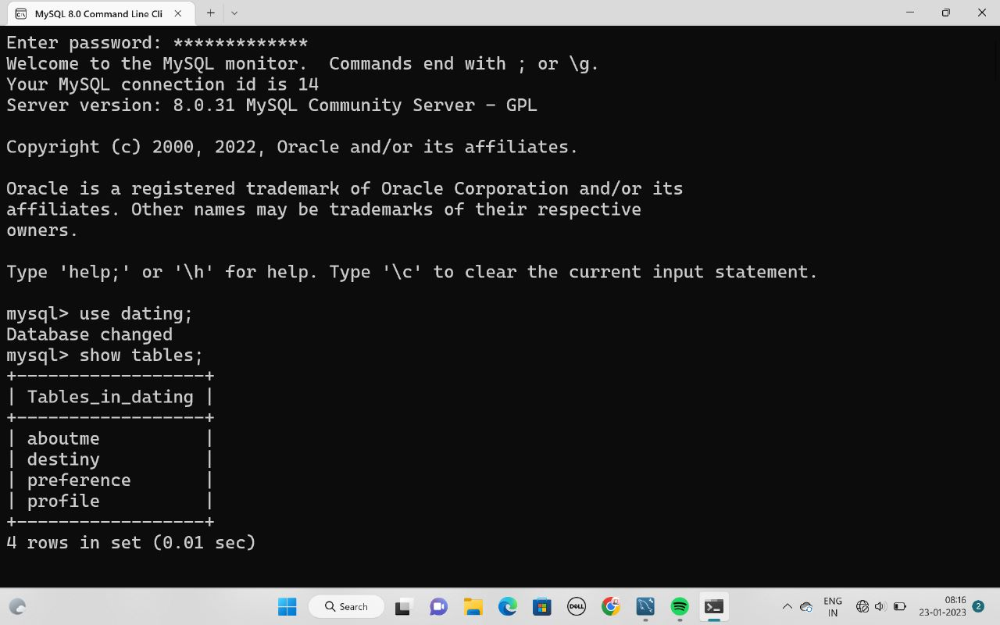 MySQL 8.0 Command Line Cli
Enter password: *************
Welcome to the MySQL monitor.  Commands end with ; or \g.
Your MySQL connection id is 14
Server version: 8.0.31 MySQL Community Server - GPL
Copyright (c) 2000, 2022, Oracle and/or its affiliates.
Oracle is a registered trademark of Oracle Corporation and/or its
affiliates. Other names may be trademarks of their respective
owners.
Type 'help;' or '\h' for help. Type '\c' to clear the current input statement.
mysql> use dating;
Database changed
mysql> show tables;
+------------------+
| Tables_in_dating |
+------------------+
| aboutme          |
| destiny          |
| preference       |
| profile          |
+------------------+
4 rows in set (0.01 sec)
Search
DELL
ENG
IN
08:16
23-01-2023
2